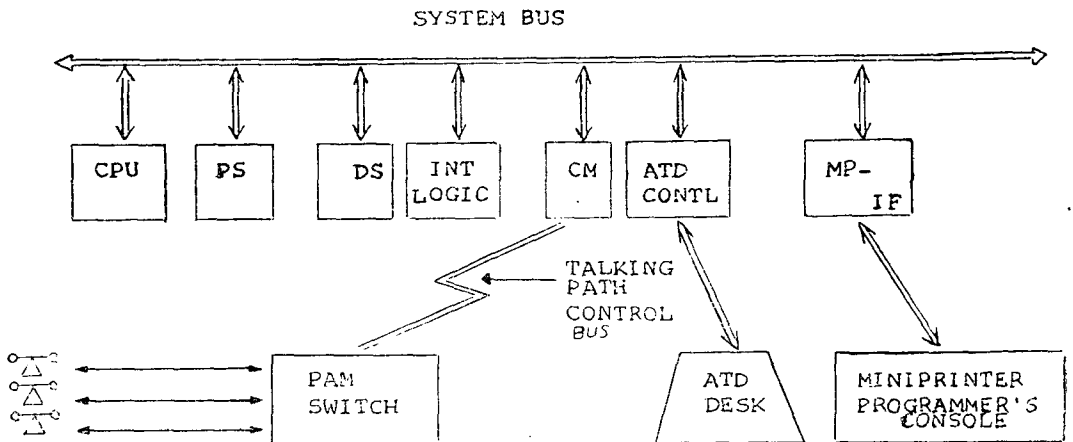 SYSTEM BUS
CPU
PS
DS
INT
LOGIC
CM
ATD
CONTL
MP-
IF
TALKING
PATH
CONTROL
BUS
PAM
SWITCH
ATD
DESK
MINIPRINTER
PROGRAMMER'S
CONSOLE